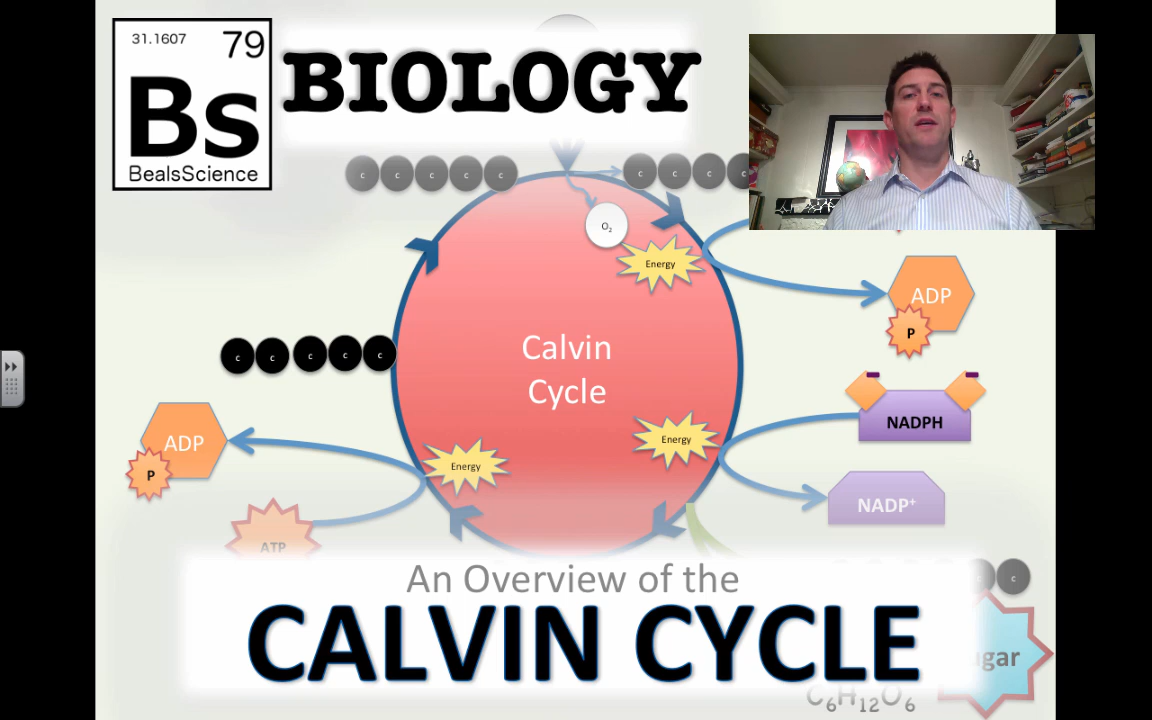 31.1607 79
Bs
BealsScience
BIOLOGY
c c c c c
c c c c
O₂
Energy
ADP
P
Calvin
Cycle
c c c c c
NADPH
Energy
ADP
P
Energy
NADP⁺
ATP
An Overview of the
CALVIN CYCLE
c c
gar
C₆H₁₂O₆